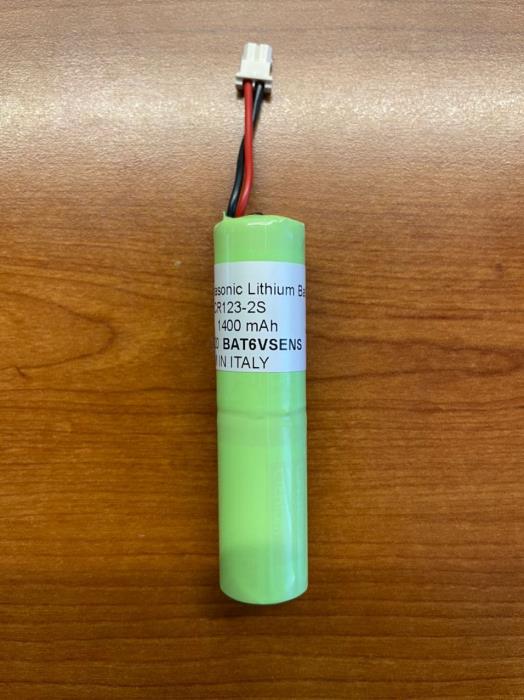 asonic Lithium Ba
CR123-2S
1400 mAh
BAT6VSENS
IN ITALY